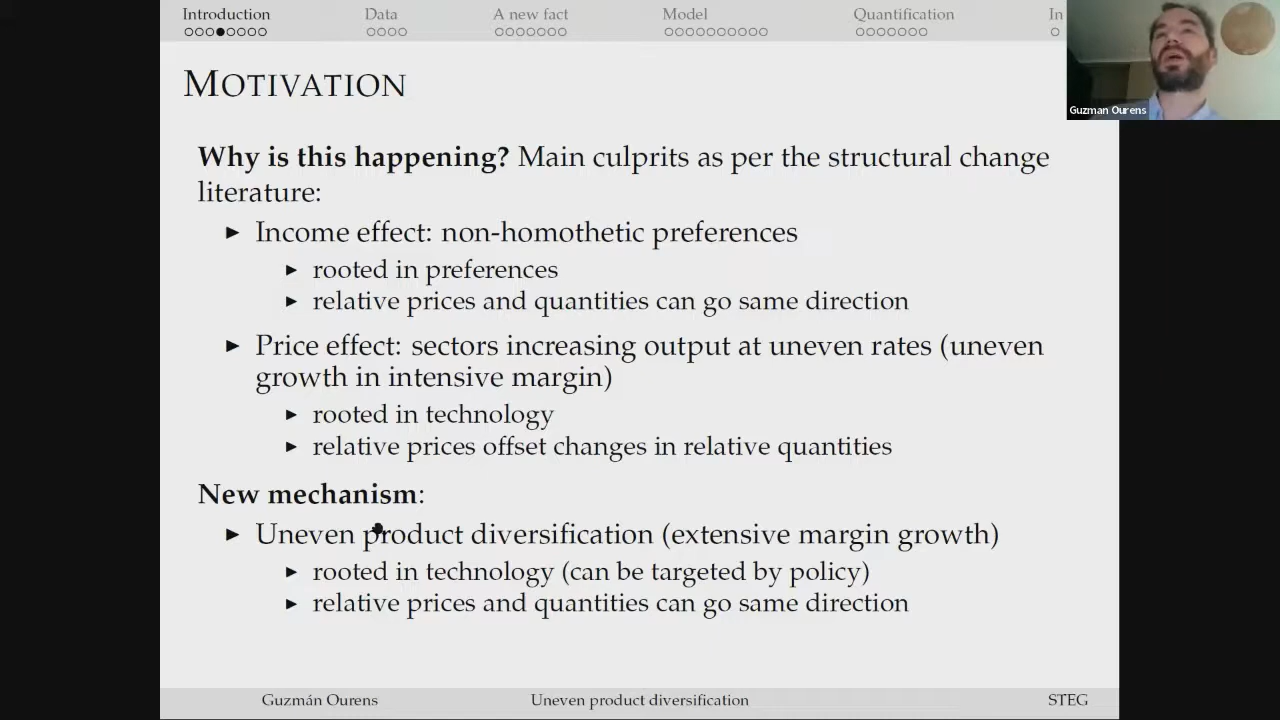 Introduction Data A new fact Model Quantification In
Guzman Ourens
MOTIVATION
Why is this happening? Main culprits as per the structural change
literature:
Income effect: non-homothetic preferences
rooted in preferences
relative prices and quantities can go same direction
Price effect: sectors increasing output at uneven rates (uneven
growth in intensive margin)
rooted in technology
relative prices offset changes in relative quantities
New mechanism:
Uneven product diversification (extensive margin growth)
rooted in technology (can be targeted by policy)
relative prices and quantities can go same direction
Guzmán Ourens Uneven product diversification STEG